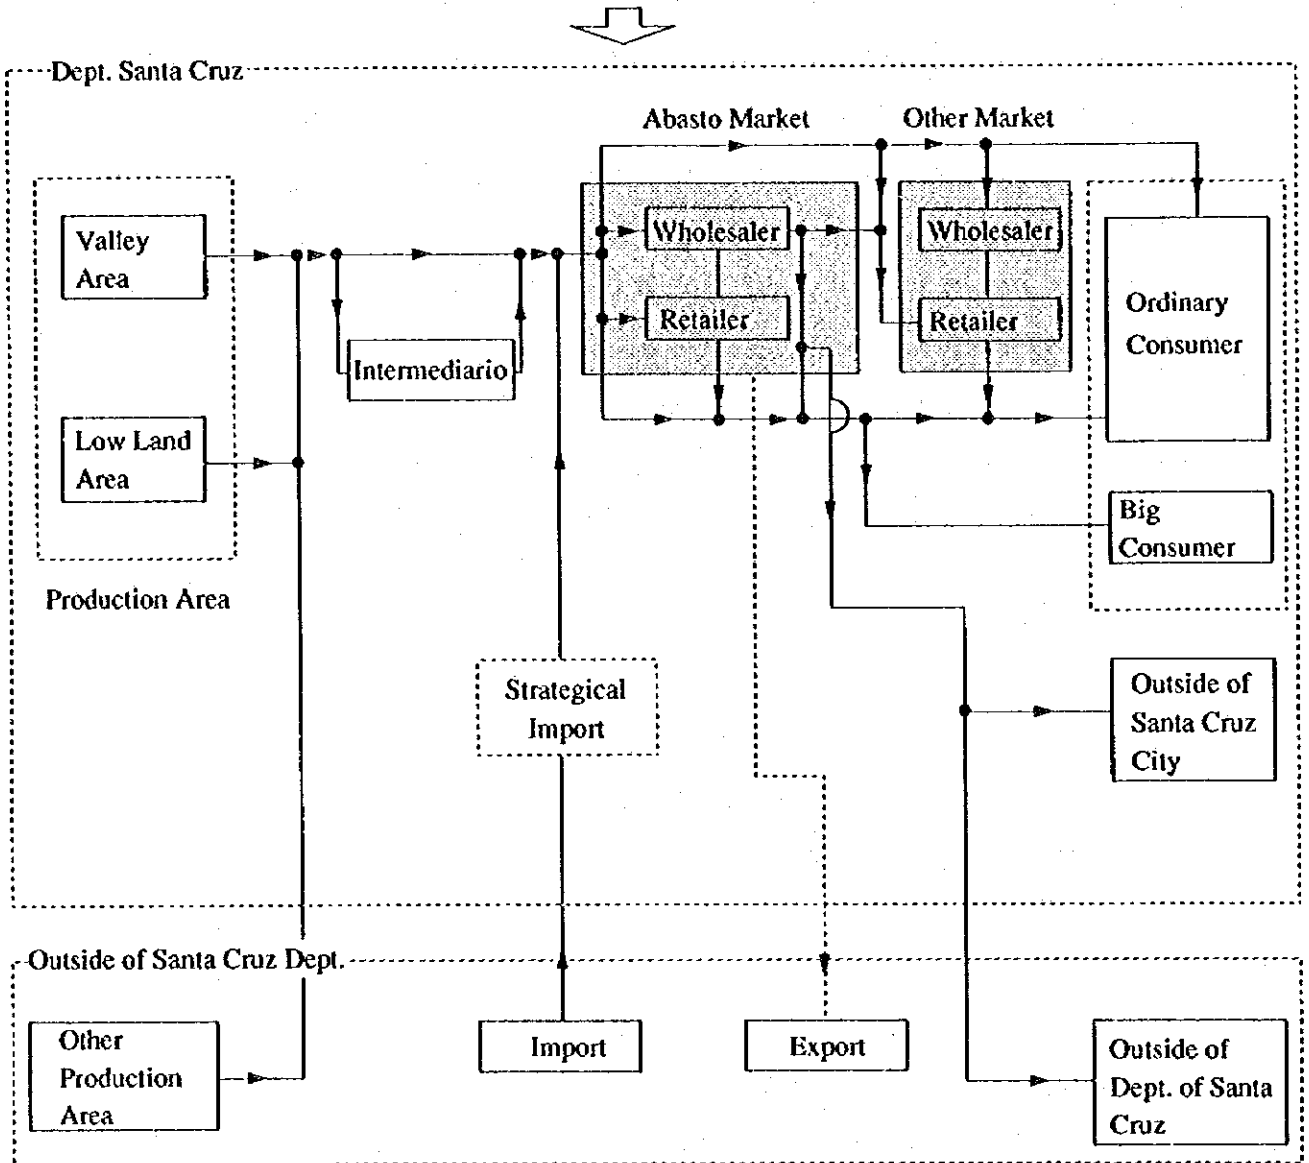 Dept. Santa Cruz
Abasto Market
Other Market
Valley
Area
Wholesaler
Wholesaler
Retailer
Retailer
Ordinary
Consumer
Intermediario
Low Land
Area
Big
Consumer
Production Area
Strategical
Import
Outside of
Santa Cruz
City
Outside of Santa Cruz Dept.
Other
Production
Area
Import
Export
Outside of
Dept. of Santa
Cruz